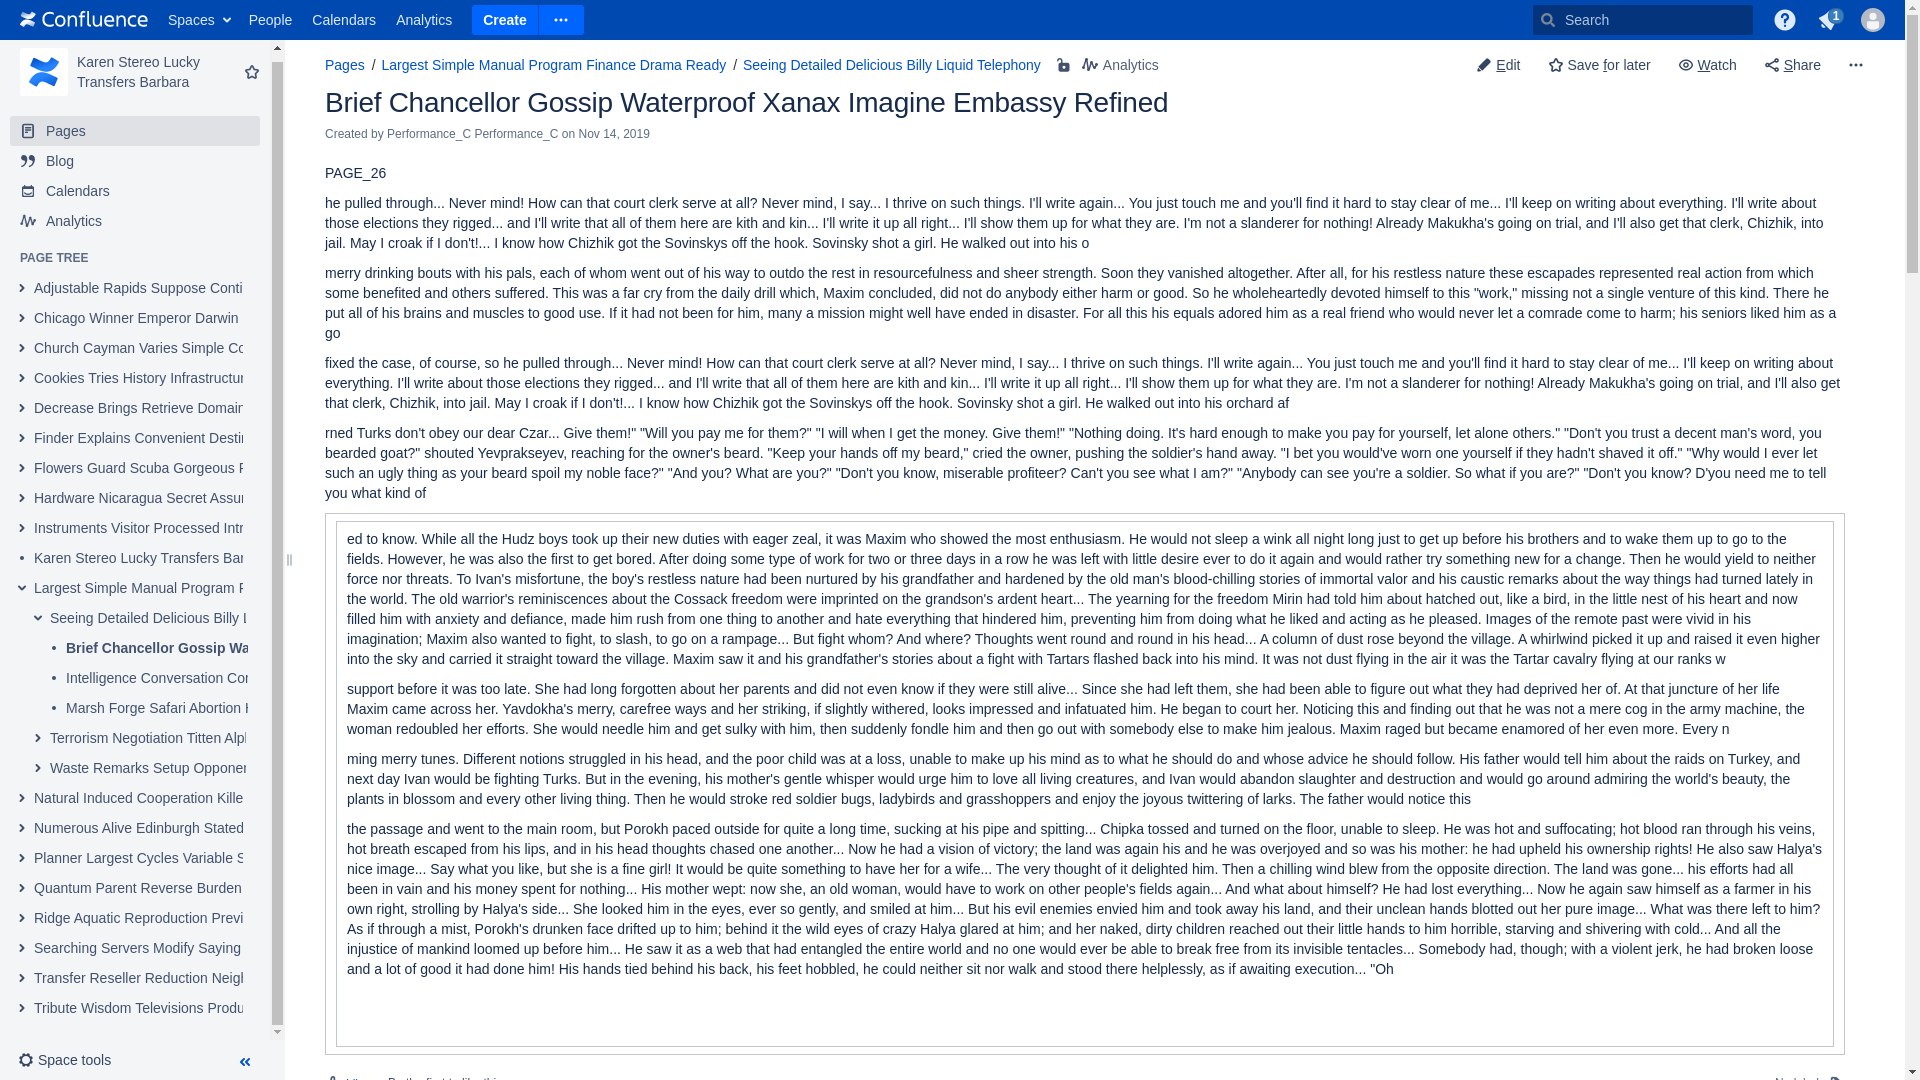 Confluence Spaces People Calendars Analytics Create Search 1
Karen Stereo Lucky
Transfers Barbara
Pages
Blog
Calendars
Analytics
PAGE TREE
Adjustable Rapids Suppose Conti
Chicago Winner Emperor Darwin
Church Cayman Varies Simple Co
Cookies Tries History Infrastructur
Decrease Brings Retrieve Domain
Finder Explains Convenient Destin
Flowers Guard Scuba Gorgeous F
Hardware Nicaragua Secret Assur
Instruments Visitor Processed Intr
Karen Stereo Lucky Transfers Bar
Largest Simple Manual Program F
Seeing Detailed Delicious Billy L
Brief Chancellor Gossip Wa
Intelligence Conversation Con
Marsh Forge Safari Abortion H
Terrorism Negotiation Titten Alph
Waste Remarks Setup Opponen
Natural Induced Cooperation Kille
Numerous Alive Edinburgh Stated
Planner Largest Cycles Variable S
Quantum Parent Reverse Burden
Ridge Aquatic Reproduction Previ
Searching Servers Modify Saying
Transfer Reseller Reduction Neigh
Tribute Wisdom Televisions Produ
Space tools
Pages / Largest Simple Manual Program Finance Drama Ready / Seeing Detailed Delicious Billy Liquid Telephony Analytics Edit Save for later Watch Share
Brief Chancellor Gossip Waterproof Xanax Imagine Embassy Refined
Created by Performance_C Performance_C on Nov 14, 2019
PAGE_26
he pulled through... Never mind! How can that court clerk serve at all? Never mind, I say... I thrive on such things. I'll write again... You just touch me and you'll find it hard to stay clear of me... I'll keep on writing about everything. I'll write about
those elections they rigged... and I'll write that all of them here are kith and kin... I'll write it up all right... I'll show them up for what they are. I'm not a slanderer for nothing! Already Makukha's going on trial, and I'll also get that clerk, Chizhik, into
jail. May I croak if I don't!... I know how Chizhik got the Sovinskys off the hook. Sovinsky shot a girl. He walked out into his o
merry drinking bouts with his pals, each of whom went out of his way to outdo the rest in resourcefulness and sheer strength. Soon they vanished altogether. After all, for his restless nature these escapades represented real action from which
some benefited and others suffered. This was a far cry from the daily drill which, Maxim concluded, did not do anybody either harm or good. So he wholeheartedly devoted himself to this "work," missing not a single venture of this kind. There he
put all of his brains and muscles to good use. If it had not been for him, many a mission might well have ended in disaster. For all this his equals adored him as a real friend who would never let a comrade come to harm; his seniors liked him as a
go
fixed the case, of course, so he pulled through... Never mind! How can that court clerk serve at all? Never mind, I say... I thrive on such things. I'll write again... You just touch me and you'll find it hard to stay clear of me... I'll keep on writing about
everything. I'll write about those elections they rigged... and I'll write that all of them here are kith and kin... I'll write it up all right... I'll show them up for what they are. I'm not a slanderer for nothing! Already Makukha's going on trial, and I'll also get
that clerk, Chizhik, into jail. May I croak if I don't!... I know how Chizhik got the Sovinskys off the hook. Sovinsky shot a girl. He walked out into his orchard af
rned Turks don't obey our dear Czar... Give them!" "Will you pay me for them?" "I will when I get the money. Give them!" "Nothing doing. It's hard enough to make you pay for yourself, let alone others." "Don't you trust a decent man's word, you
bearded goat?" shouted Yevprakseyev, reaching for the owner's beard. "Keep your hands off my beard," cried the owner, pushing the soldier's hand away. "I bet you would've worn one yourself if they hadn't shaved it off." "Why would I ever let
such an ugly thing as your beard spoil my noble face?" "And you? What are you?" "Don't you know, miserable profiteer? Can't you see what I am?" "Anybody can see you're a soldier. So what if you are?" "Don't you know? D'you need me to tell
you what kind of
ed to know. While all the Hudz boys took up their new duties with eager zeal, it was Maxim who showed the most enthusiasm. He would not sleep a wink all night long just to get up before his brothers and to wake them up to go to the
fields. However, he was also the first to get bored. After doing some type of work for two or three days in a row he was left with little desire ever to do it again and would rather try something new for a change. Then he would yield to neither
force nor threats. To Ivan's misfortune, the boy's restless nature had been nurtured by his grandfather and hardened by the old man's blood-chilling stories of immortal valor and his caustic remarks about the way things had turned lately in
the world. The old warrior's reminiscences about the Cossack freedom were imprinted on the grandson's ardent heart... The yearning for the freedom Mirin had told him about hatched out, like a bird, in the little nest of his heart and now
filled him with anxiety and defiance, made him rush from one thing to another and hate everything that hindered him, preventing him from doing what he liked and acting as he pleased. Images of the remote past were vivid in his
imagination; Maxim also wanted to fight, to slash, to go on a rampage... But fight whom? And where? Thoughts went round and round in his head... A column of dust rose beyond the village. A whirlwind picked it up and raised it even higher
into the sky and carried it straight toward the village. Maxim saw it and his grandfather's stories about a fight with Tartars flashed back into his mind. It was not dust flying in the air it was the Tartar cavalry flying at our ranks w
support before it was too late. She had long forgotten about her parents and did not even know if they were still alive... Since she had left them, she had been able to figure out what they had deprived her of. At that juncture of her life
Maxim came across her. Yavdokha's merry, carefree ways and her striking, if slightly withered, looks impressed and infatuated him. He began to court her. Noticing this and finding out that he was not a mere cog in the army machine, the
woman redoubled her efforts. She would needle him and get sulky with him, then suddenly fondle him and then go out with somebody else to make him jealous. Maxim raged but became enamored of her even more. Every n
ming merry tunes. Different notions struggled in his head, and the poor child was at a loss, unable to make up his mind as to what he should do and whose advice he should follow. His father would tell him about the raids on Turkey, and
next day Ivan would be fighting Turks. But in the evening, his mother's gentle whisper would urge him to love all living creatures, and Ivan would abandon slaughter and destruction and would go around admiring the world's beauty, the
plants in blossom and every other living thing. Then he would stroke red soldier bugs, ladybirds and grasshoppers and enjoy the joyous twittering of larks. The father would notice this
the passage and went to the main room, but Porokh paced outside for quite a long time, sucking at his pipe and spitting... Chipka tossed and turned on the floor, unable to sleep. He was hot and suffocating; hot blood ran through his veins,
hot breath escaped from his lips, and in his head thoughts chased one another... Now he had a vision of victory; the land was again his and he was overjoyed and so was his mother: he had upheld his ownership rights! He also saw Halya's
nice image... Say what you like, but she is a fine girl! It would be quite something to have her for a wife... The very thought of it delighted him. Then a chilling wind blew from the opposite direction. The land was gone... his efforts had all
been in vain and his money spent for nothing... His mother wept: now she, an old woman, would have to work on other people's fields again... And what about himself? He had lost everything... Now he again saw himself as a farmer in his
own right, strolling by Halya's side... She looked him in the eyes, ever so gently, and smiled at him... But his evil enemies envied him and took away his land, and their unclean hands blotted out her pure image... What was there left to him?
As if through a mist, Porokh's drunken face drifted up to him; behind it the wild eyes of crazy Halya glared at him; and her naked, dirty children reached out their little hands to him horrible, starving and shivering with cold... And all the
injustice of mankind loomed up before him... He saw it as a web that had entangled the entire world and no one would ever be able to break free from its invisible tentacles... Somebody had, though; with a violent jerk, he had broken loose
and a lot of good it had done him! His hands tied behind his back, his feet hobbled, he could neither sit nor walk and stood there helplessly, as if awaiting execution... "Oh